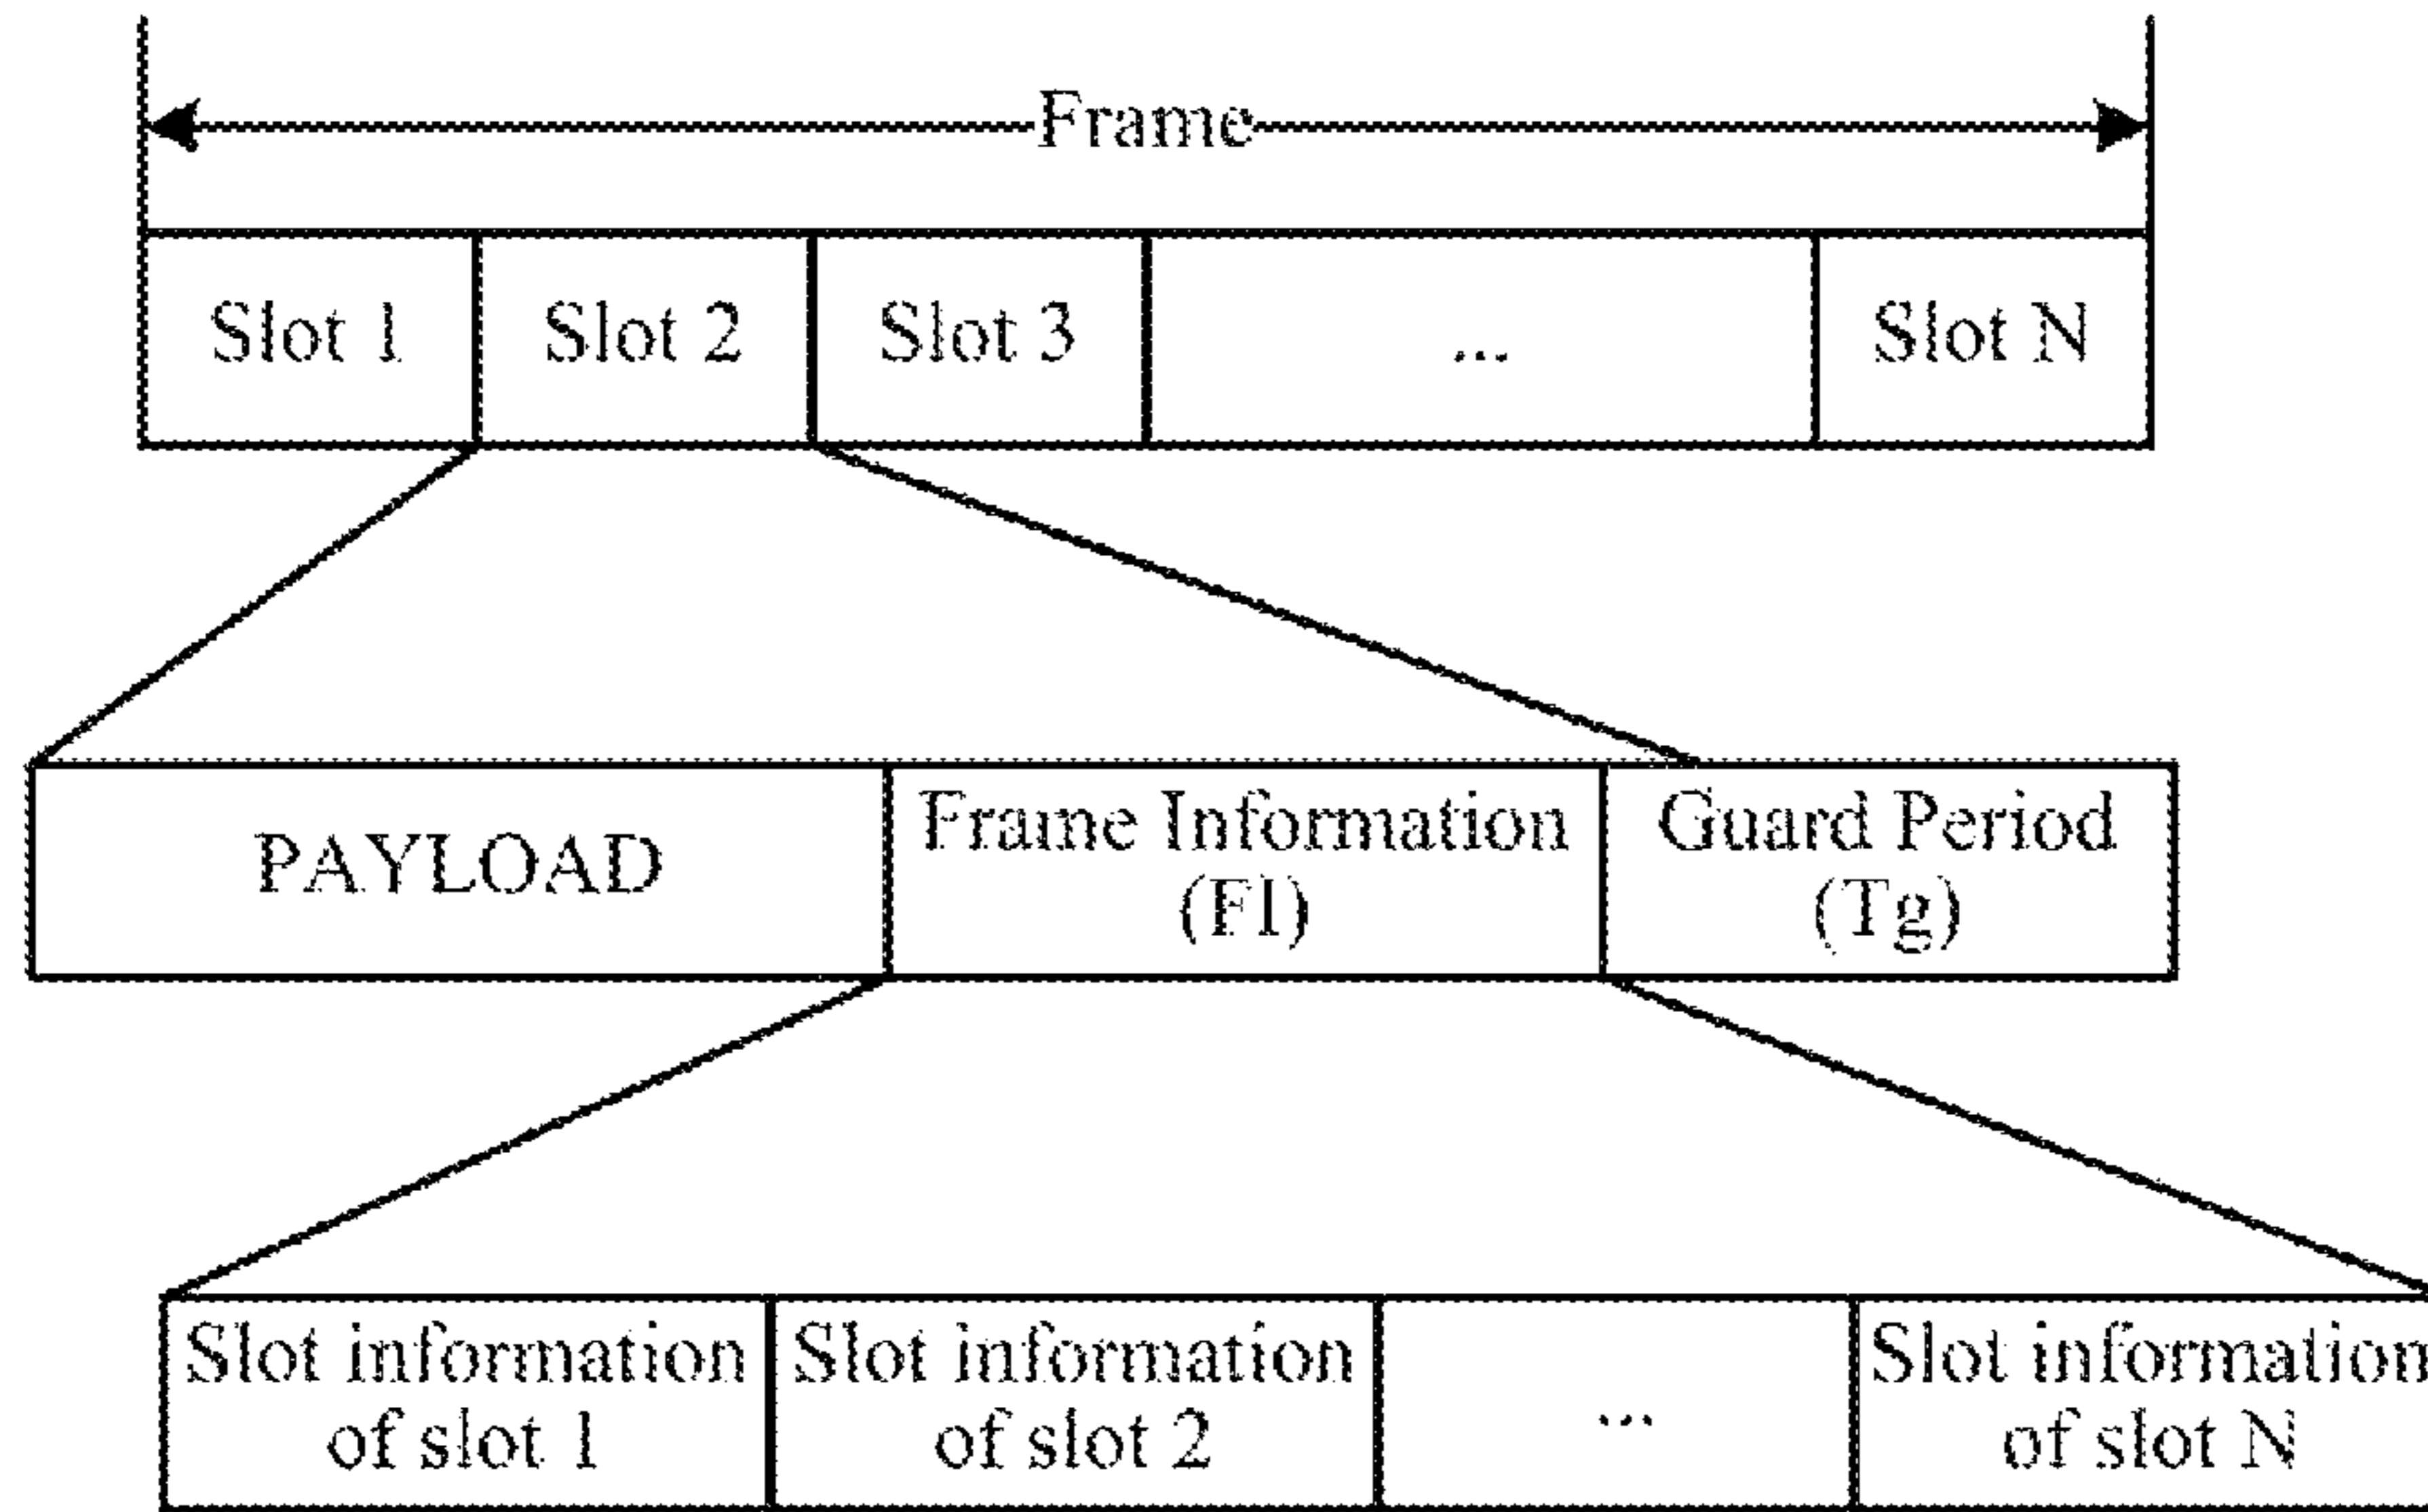 Frame
Slot 1 Slot 2 Slot 3 ... Slot N
PAYLOAD
Frame Information
(FI)
Guard Period
(Tg)
Slot information
of slot 1
Slot information
of slot 2
...
Slot information
of slot N